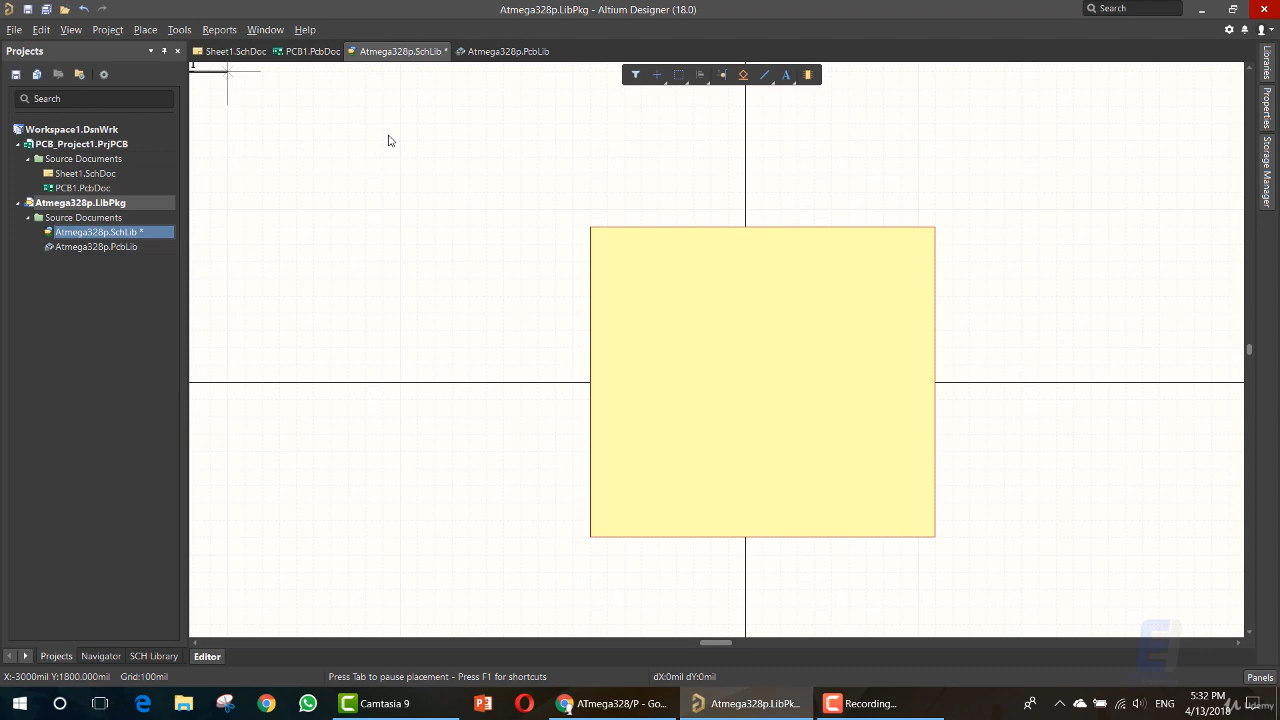 Atmega328p.LibPkg - Altium Designer (18.0)
Search
File Edit View Project Place Tools Reports Window Help
Projects
Sheet1.SchDoc PCB1.PcbDoc Atmega328p.SchLib * Atmega328p.PcbLib
1
A
Search
Workspace1.DsnWrk
PCB_Project1.PrjPCB
Source Documents
Sheet1.SchDoc
PCB1.PcbDoc
Atmega328p.LibPkg
Source Documents
Atmega328p.SchLib *
Atmega328p.PcbLib
Libraries
Properties
Storage Manager
Projects Navigator SCH Library Editor
X:-3000mil Y:1800.000mil Grid:100mil Press Tab to pause placement - Press F1 for shortcuts dX:0mil dY:0mil Panels
Camtasia 9 ATmega328/P - Go... Atmega328p.LibPk... Recording... ENG 5:32 PM
4/13/2018
Udemy